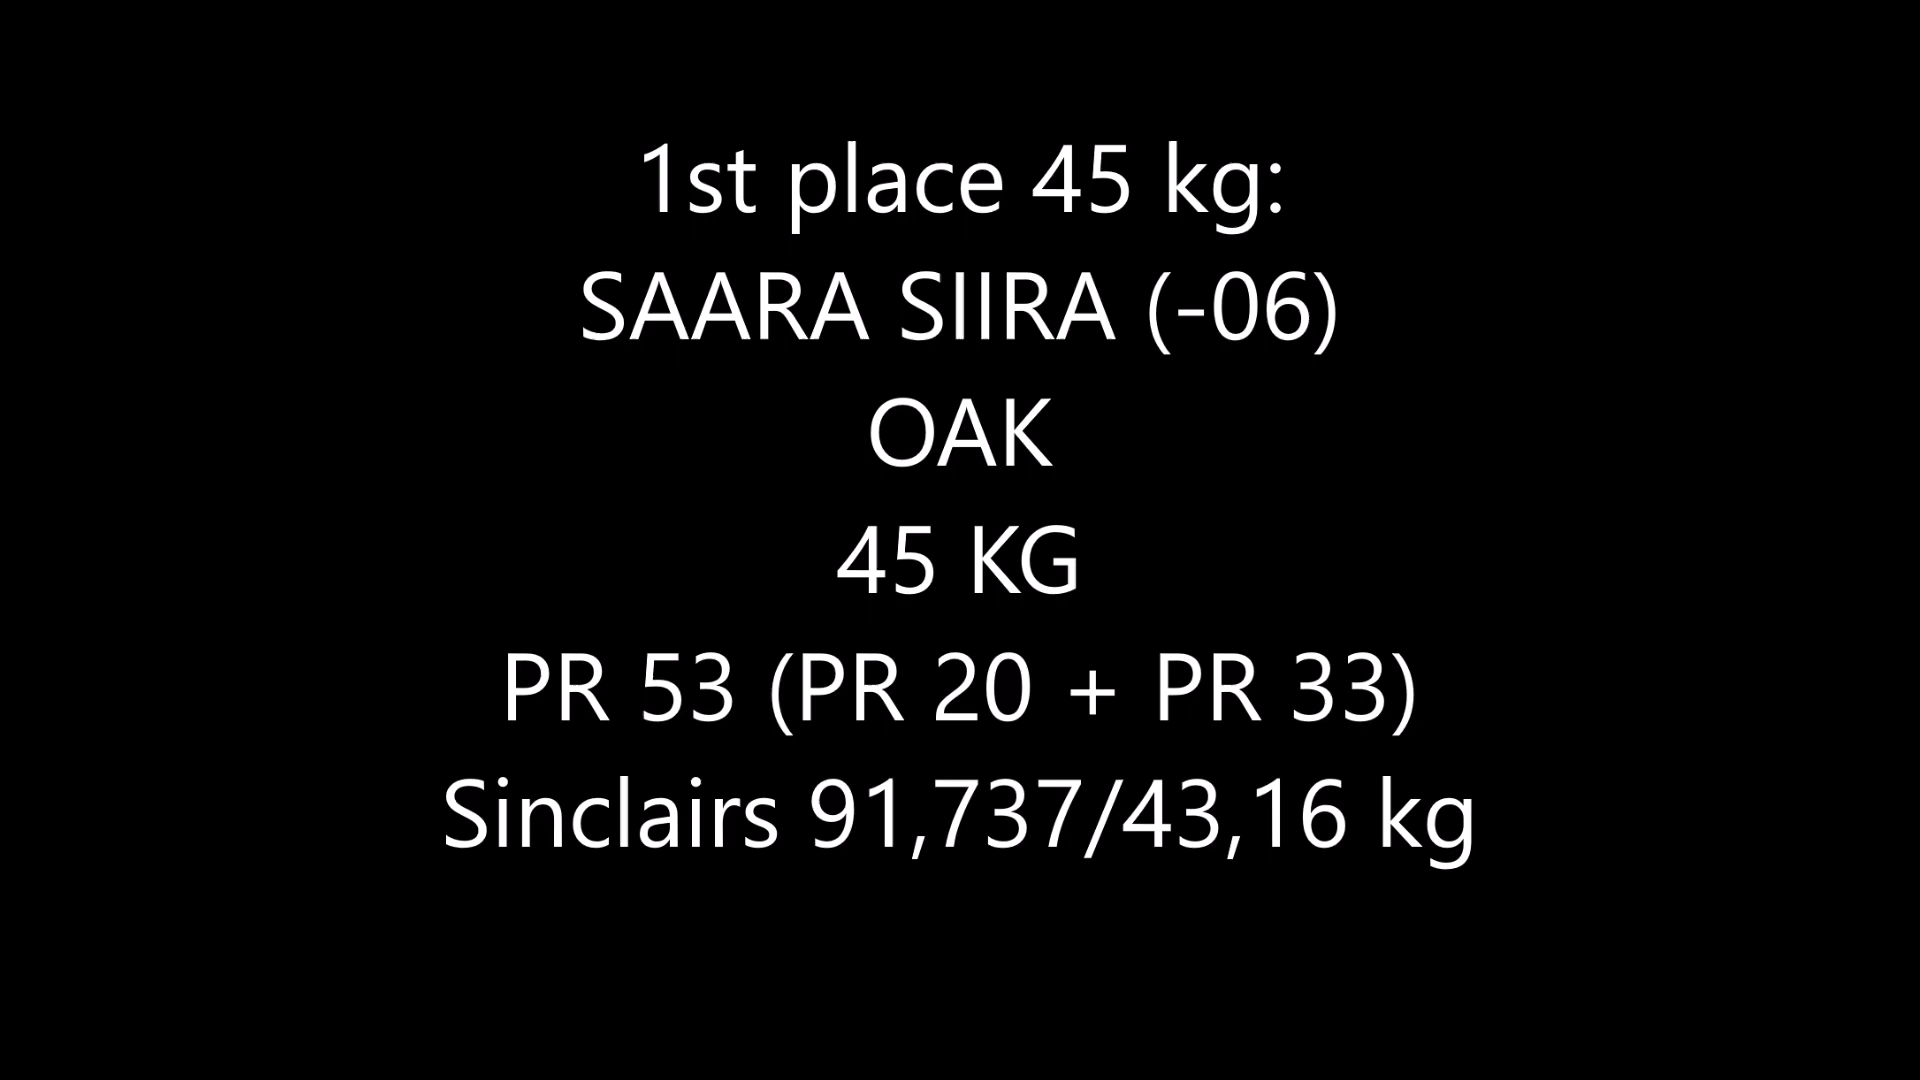 1st place 45 kg:
SAARA SIIRA (-06)
OAK
45 KG
PR 53 (PR 20 + PR 33)
Sinclairs 91,737/43,16 kg